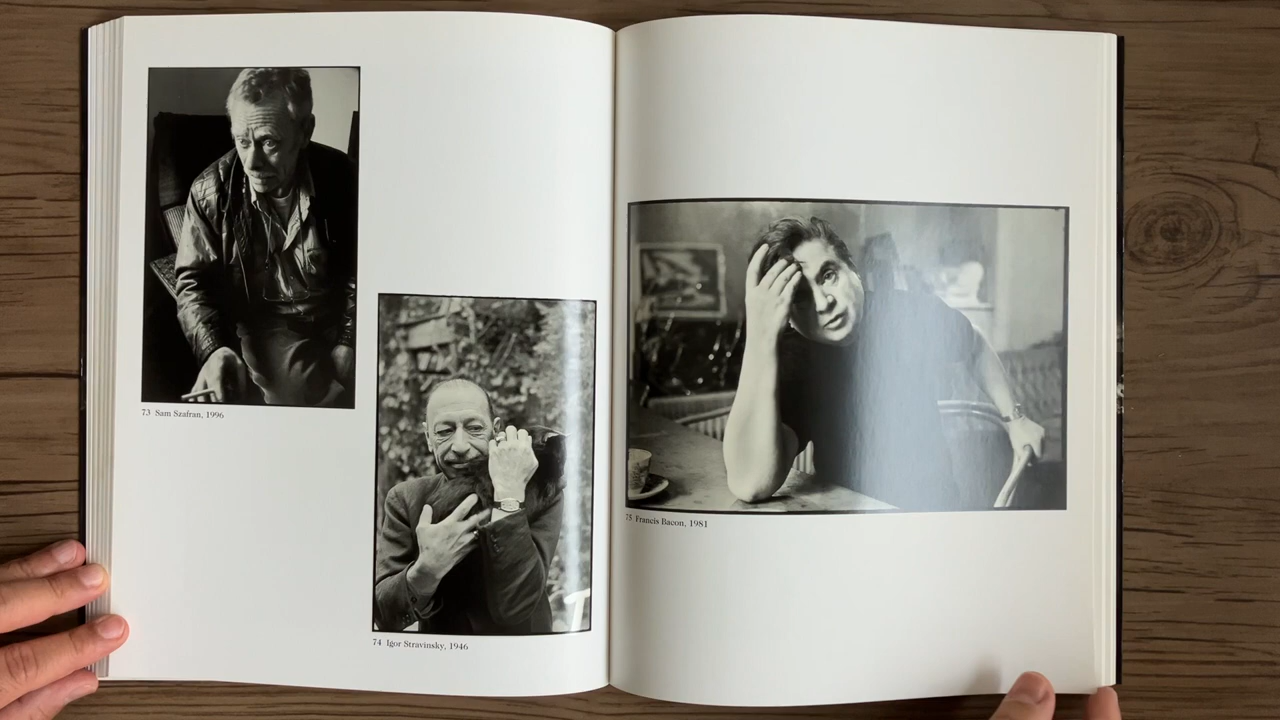 73 Sam Szafran, 1996
74 Igor Stravinsky, 1946
75 Francis Bacon, 1981